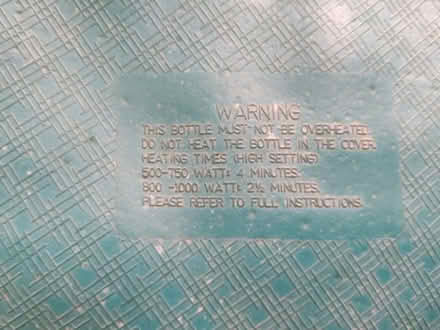 WARNING
THIS BOTTLE MUST NOT BE OVERHEATED.
DO NOT HEAT THE BOTTLE IN THE COVER.
HEATING TIMES (HIGH SETTING)
500-750 WATT: 4 MINUTES.
800 -1000 WATT: 2½ MINUTES.
PLEASE REFER TO FULL INSTRUCTIONS.